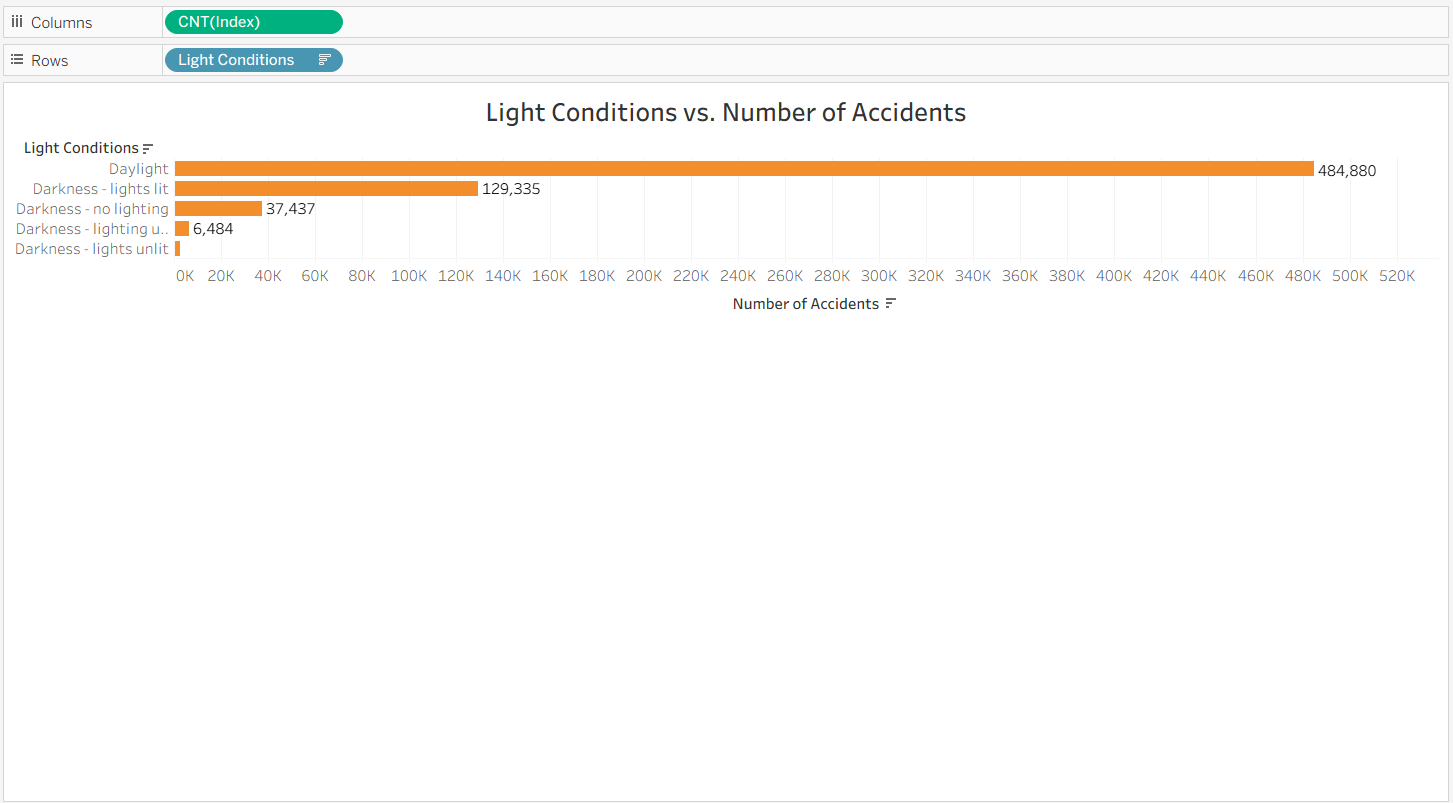 Columns CNT(Index)
Rows Light Conditions
Light Conditions vs. Number of Accidents
Light Conditions
Daylight 484,880
Darkness - lights lit 129,335
Darkness - no lighting 37,437
Darkness - lighting u.. 6,484
Darkness - lights unlit
0K 20K 40K 60K 80K 100K 120K 140K 160K 180K 200K 220K 240K 260K 280K 300K 320K 340K 360K 380K 400K 420K 440K 460K 480K 500K 520K
Number of Accidents